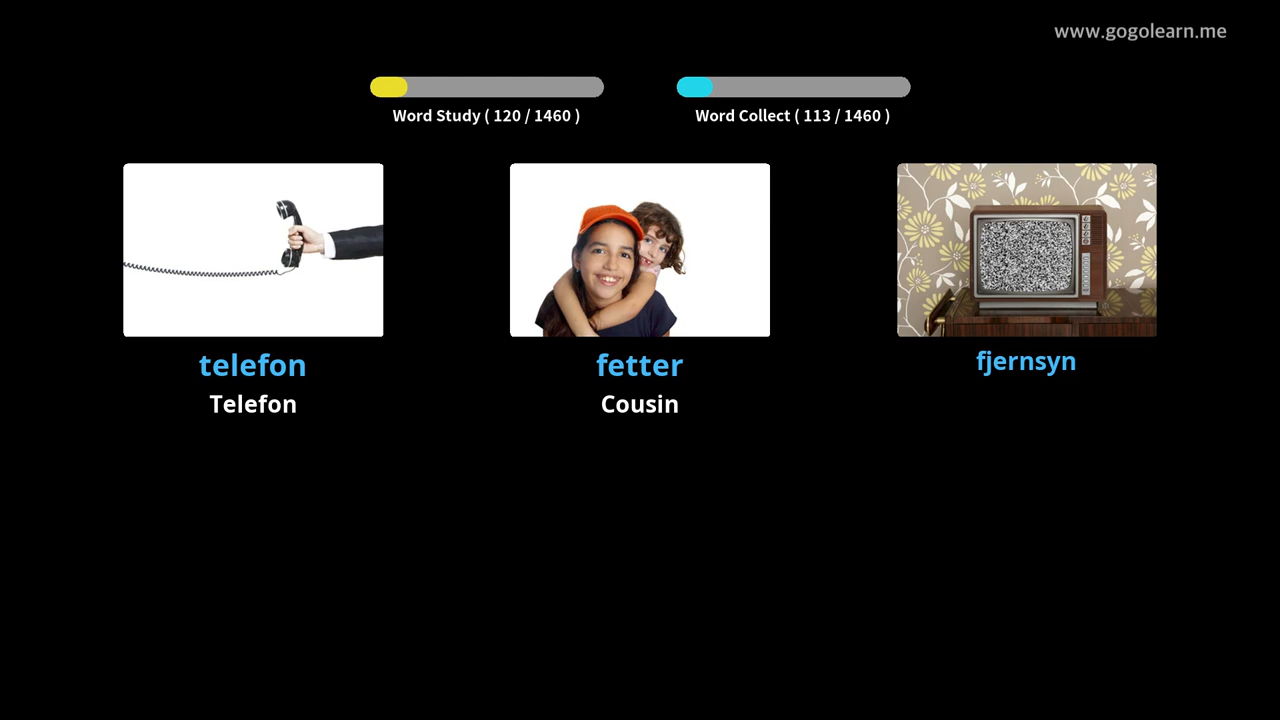 www.gogolearn.me
Word Study ( 120 / 1460 )
Word Collect ( 113 / 1460 )
telefon
Telefon
fetter
Cousin
fjernsyn